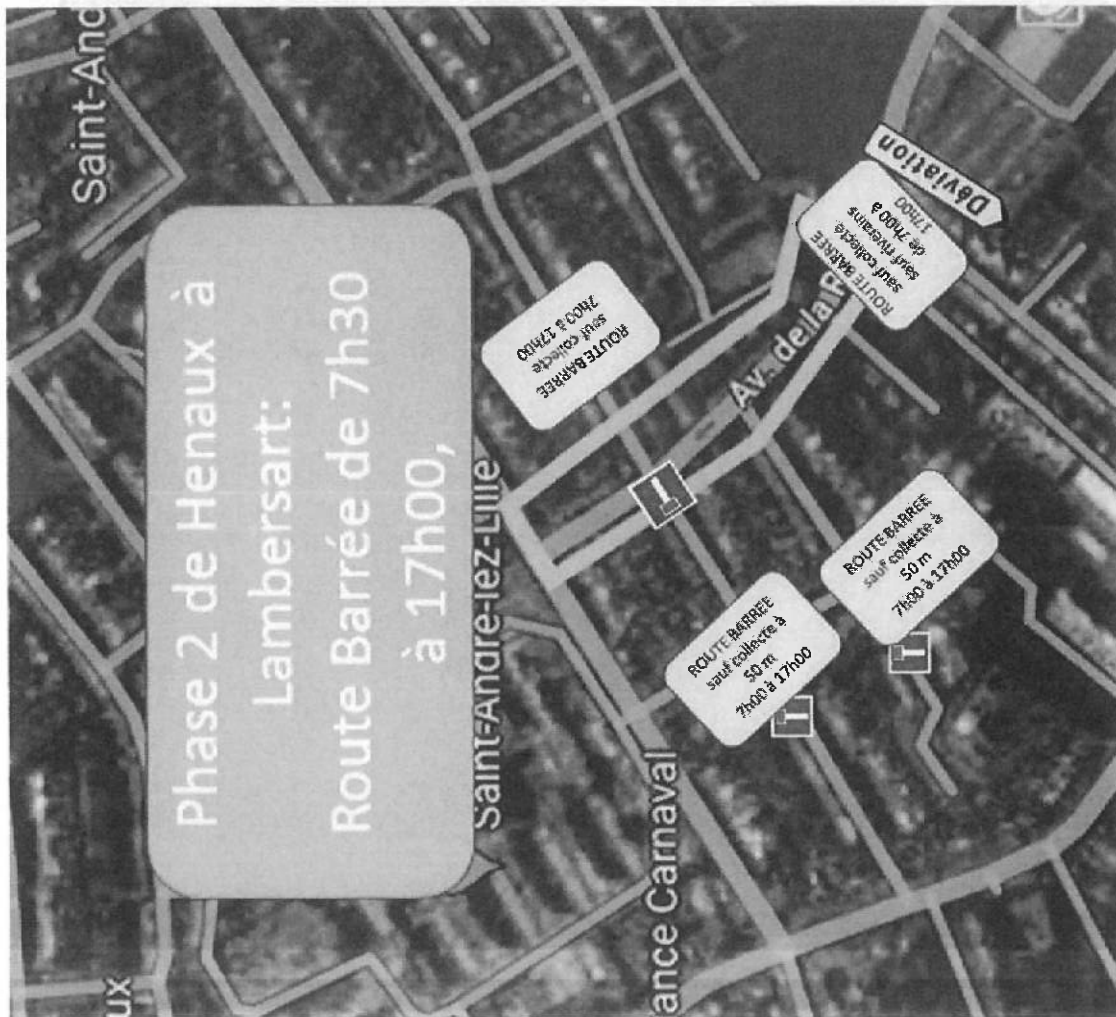 Phase 2 de Henaux à
Lambersart:
Route Barrée de 7h30
à 17h00,
Saint-And
Saint-André-lez-Lille
ux
ance Carnaval
Av. de la R
ROUTE BARREE
sauf collecte
7h00 à 17h00
ROUTE BARREE
sauf collecte à
50 m
7h00 à 17h00
ROUTE BARREE
sauf collecte à
50 m
7h00 à 17h00
ROUTE BARREE
sauf collecte,
sauf riverains
de 7h00 à
17h00
Déviation